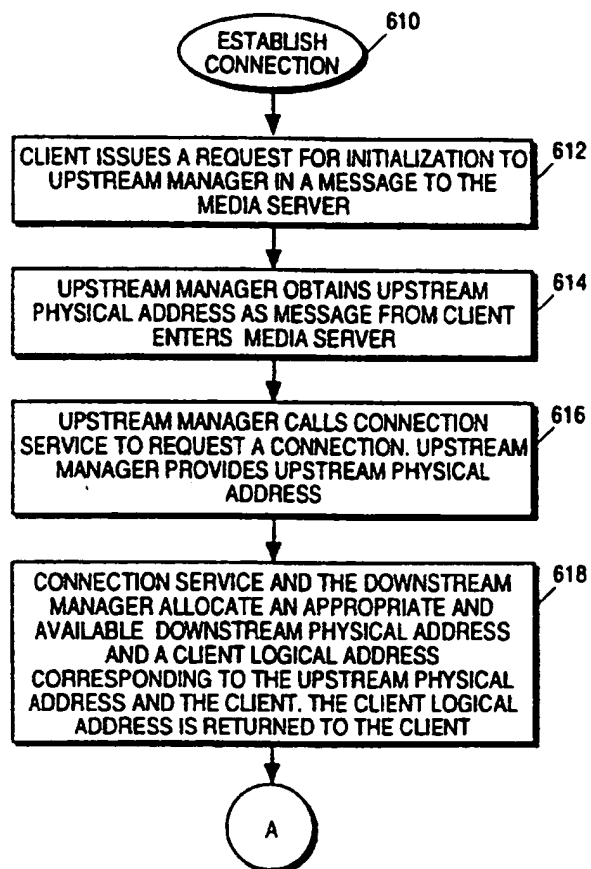 610
ESTABLISH
CONNECTION
CLIENT ISSUES A REQUEST FOR INITIALIZATION TO
UPSTREAM MANAGER IN A MESSAGE TO THE
MEDIA SERVER
612
UPSTREAM MANAGER OBTAINS UPSTREAM
PHYSICAL ADDRESS AS MESSAGE FROM CLIENT
ENTERS MEDIA SERVER
614
UPSTREAM MANAGER CALLS CONNECTION
SERVICE TO REQUEST A CONNECTION. UPSTREAM
MANAGER PROVIDES UPSTREAM PHYSICAL
ADDRESS
616
CONNECTION SERVICE AND THE DOWNSTREAM
MANAGER ALLOCATE AN APPROPRIATE AND
AVAILABLE DOWNSTREAM PHYSICAL ADDRESS
AND A CLIENT LOGICAL ADDRESS
CORRESPONDING TO THE UPSTREAM PHYSICAL
ADDRESS AND THE CLIENT. THE CLIENT LOGICAL
ADDRESS IS RETURNED TO THE CLIENT
618
A